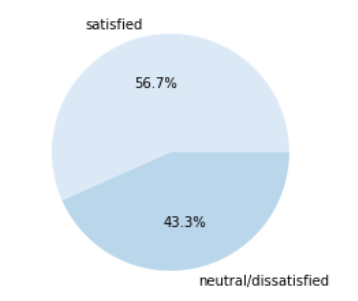 satisfied
56.7%
43.3%
neutral/dissatisfied